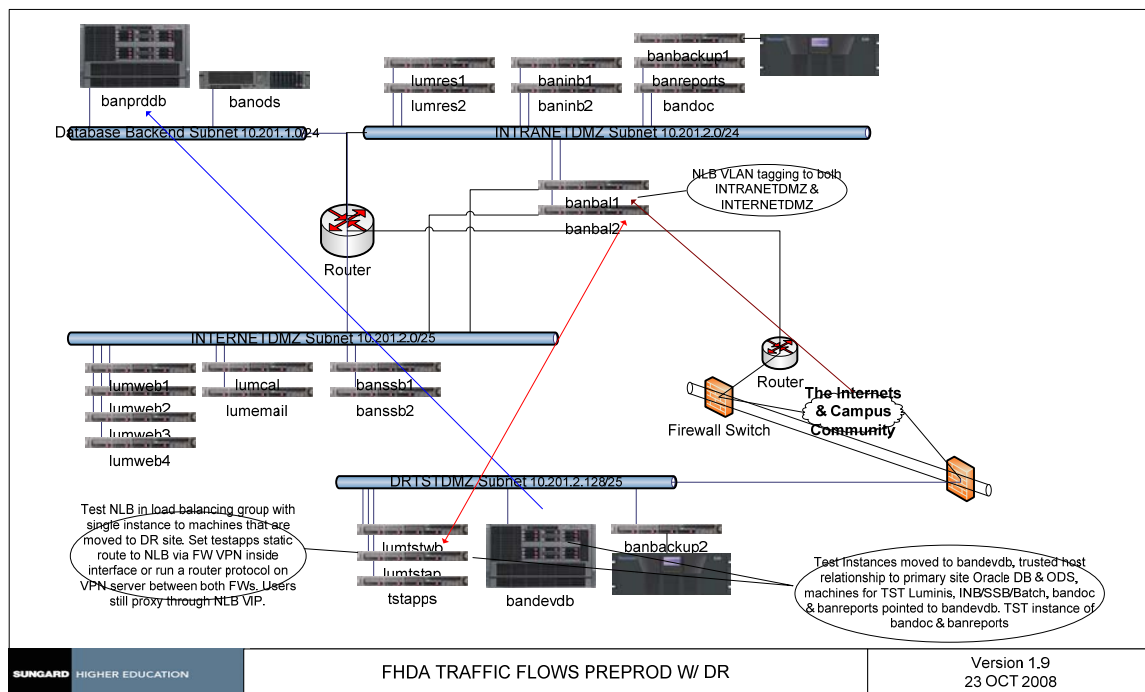 banprddb
banods
lumres1
lumres2
baninb1
baninb2
banbackup1
banreports
bandoc
Database Backend Subnet 10.201.1.0/24
INTRANETDMZ Subnet 10.201.2.0/24
banbal1
banbal2
NLB VLAN tagging to both
INTRANETDMZ &
INTERNETDMZ
Router
INTERNETDMZ Subnet 10.201.2.0/25
lumweb1
lumweb2
lumweb3
lumweb4
lumcal
lumemail
banssb1
banssb2
Router
Firewall Switch
The Internets
& Campus
Community
DRTSTDMZ Subnet 10.201.2.128/25
Test NLB in load balancing group with
single instance to machines that are
moved to DR site. Set testapps static
route to NLB via FW VPN inside
interface or run a router protocol on
VPN server between both FWs. Users
still proxy through NLB VIP.
lumtstwb
lumtstap
tstapps
bandevdb
banbackup2
Test Instances moved to bandevdb, trusted host
relationship to primary site Oracle DB & ODS,
machines for TST Luminis, INB/SSB/Batch, bandoc
& banreports pointed to bandevdb. TST instance of
bandoc & banreports
SUNGARD HIGHER EDUCATION
FHDA TRAFFIC FLOWS PREPROD W/ DR
Version 1.9
23 OCT 2008